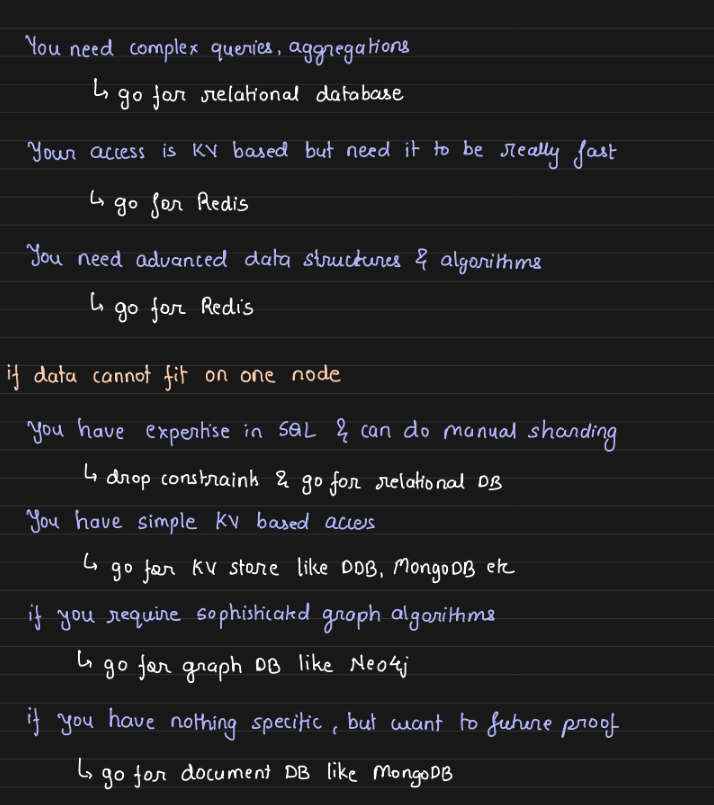 You need complex queries, aggregations
↳ go for relational database
Your access is KV based but need it to be really fast
↳ go for Redis
You need advanced data structures & algorithms
↳ go for Redis
if data cannot fit on one node
You have expertise in SQL & can do manual sharding
↳ drop constraints & go for relational DB
You have simple KV based access
↳ go for KV store like DDB, MongoDB etc
if you require sophisticated graph algorithms
↳ go for graph DB like Neo4j
if you have nothing specific, but want to future proof
↳ go for document DB like MongoDB